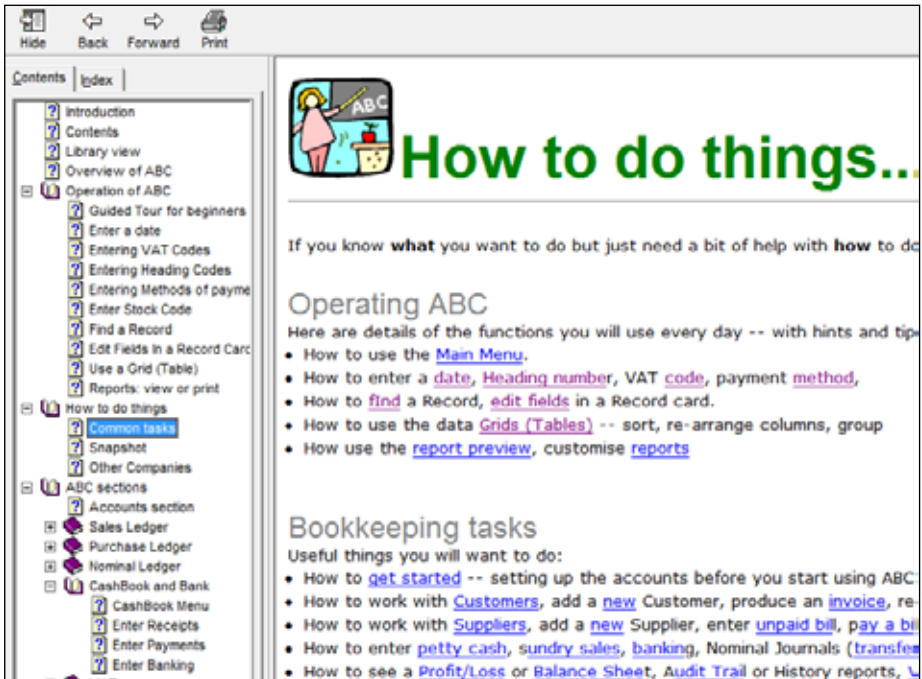 Hide Back Forward Print
Contents Index
Introduction
Contents
Library view
Overview of ABC
Operation of ABC
Guided Tour for beginners
Enter a date
Entering VAT Codes
Entering Heading Codes
Entering Methods of payme
Enter Stock Code
Find a Record
Edit Fields In a Record Card
Use a Grid (Table)
Reports: view or print
How to do things
Common tasks
Snapshot
Other Companies
ABC sections
Accounts section
Sales Ledger
Purchase Ledger
Nominal Ledger
CashBook and Bank
CashBook Menu
Enter Receipts
Enter Payments
Enter Banking
ABC
How to do things...
If you know what you want to do but just need a bit of help with how to do
Operating ABC
Here are details of the functions you will use every day -- with hints and tip
• How to use the Main Menu.
• How to enter a date, Heading number, VAT code, payment method,
• How to find a Record, edit fields in a Record card.
• How to use the data Grids (Tables) -- sort, re-arrange columns, group
• How use the report preview, customise reports
Bookkeeping tasks
Useful things you will want to do:
• How to get started -- setting up the accounts before you start using ABC
• How to work with Customers, add a new Customer, produce an invoice, re-
• How to work with Suppliers, add a new Supplier, enter unpaid bill, pay a bil
• How to enter petty cash, sundry sales, banking, Nominal Journals (transfe
• How to see a Profit/Loss or Balance Sheet, Audit Trail or History reports,